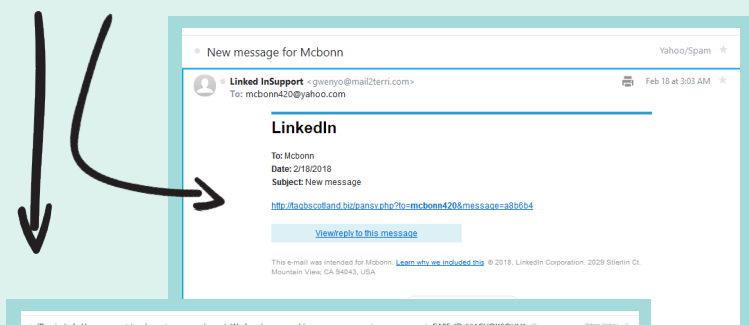 New message for Mcbonn
Yahoo/Spam
Linked InSupport <gwenyo@mail2terri.com>
Feb 18 at 3:03 AM
To: mcbonn420@yahoo.com
LinkedIn
To: Mcbonn
Date: 2/18/2018
Subject: New message
http://taqbscotland.biz/pansy.php?to=mcbonn420&message=a8b6b4
View/reply to this message
This e-mail was intended for Mcbonn. Learn why we included this. © 2018, LinkedIn Corporation. 2029 Stierlin Ct.
Mountain View, CA 94043, USA